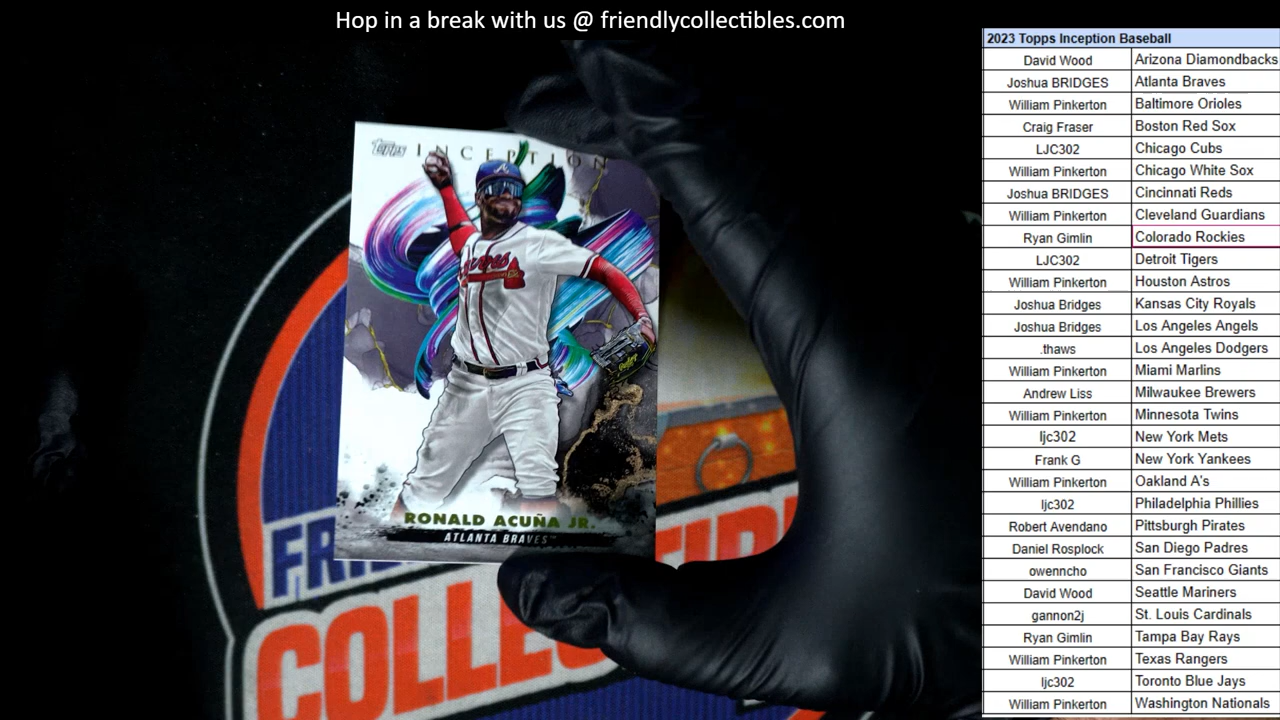 Hop in a break with us @ friendlycollectibles.com
2023 Topps Inception Baseball
David Wood Arizona Diamondbacks
Joshua BRIDGES Atlanta Braves
William Pinkerton Baltimore Orioles
Craig Fraser Boston Red Sox
LJC302 Chicago Cubs
William Pinkerton Chicago White Sox
Joshua BRIDGES Cincinnati Reds
William Pinkerton Cleveland Guardians
Ryan Gimlin Colorado Rockies
LJC302 Detroit Tigers
William Pinkerton Houston Astros
Joshua Bridges Kansas City Royals
Joshua Bridges Los Angeles Angels
.thaws Los Angeles Dodgers
William Pinkerton Miami Marlins
Andrew Liss Milwaukee Brewers
William Pinkerton Minnesota Twins
ljc302 New York Mets
Frank G New York Yankees
William Pinkerton Oakland A's
ljc302 Philadelphia Phillies
Robert Avendano Pittsburgh Pirates
Daniel Rosplock San Diego Padres
owenncho San Francisco Giants
David Wood Seattle Mariners
gannon2j St. Louis Cardinals
Ryan Gimlin Tampa Bay Rays
William Pinkerton Texas Rangers
ljc302 Toronto Blue Jays
William Pinkerton Washington Nationals
Topps INCEPTION
Braves
RONALD ACUÑA JR.
ATLANTA BRAVES™
FR
COLLE